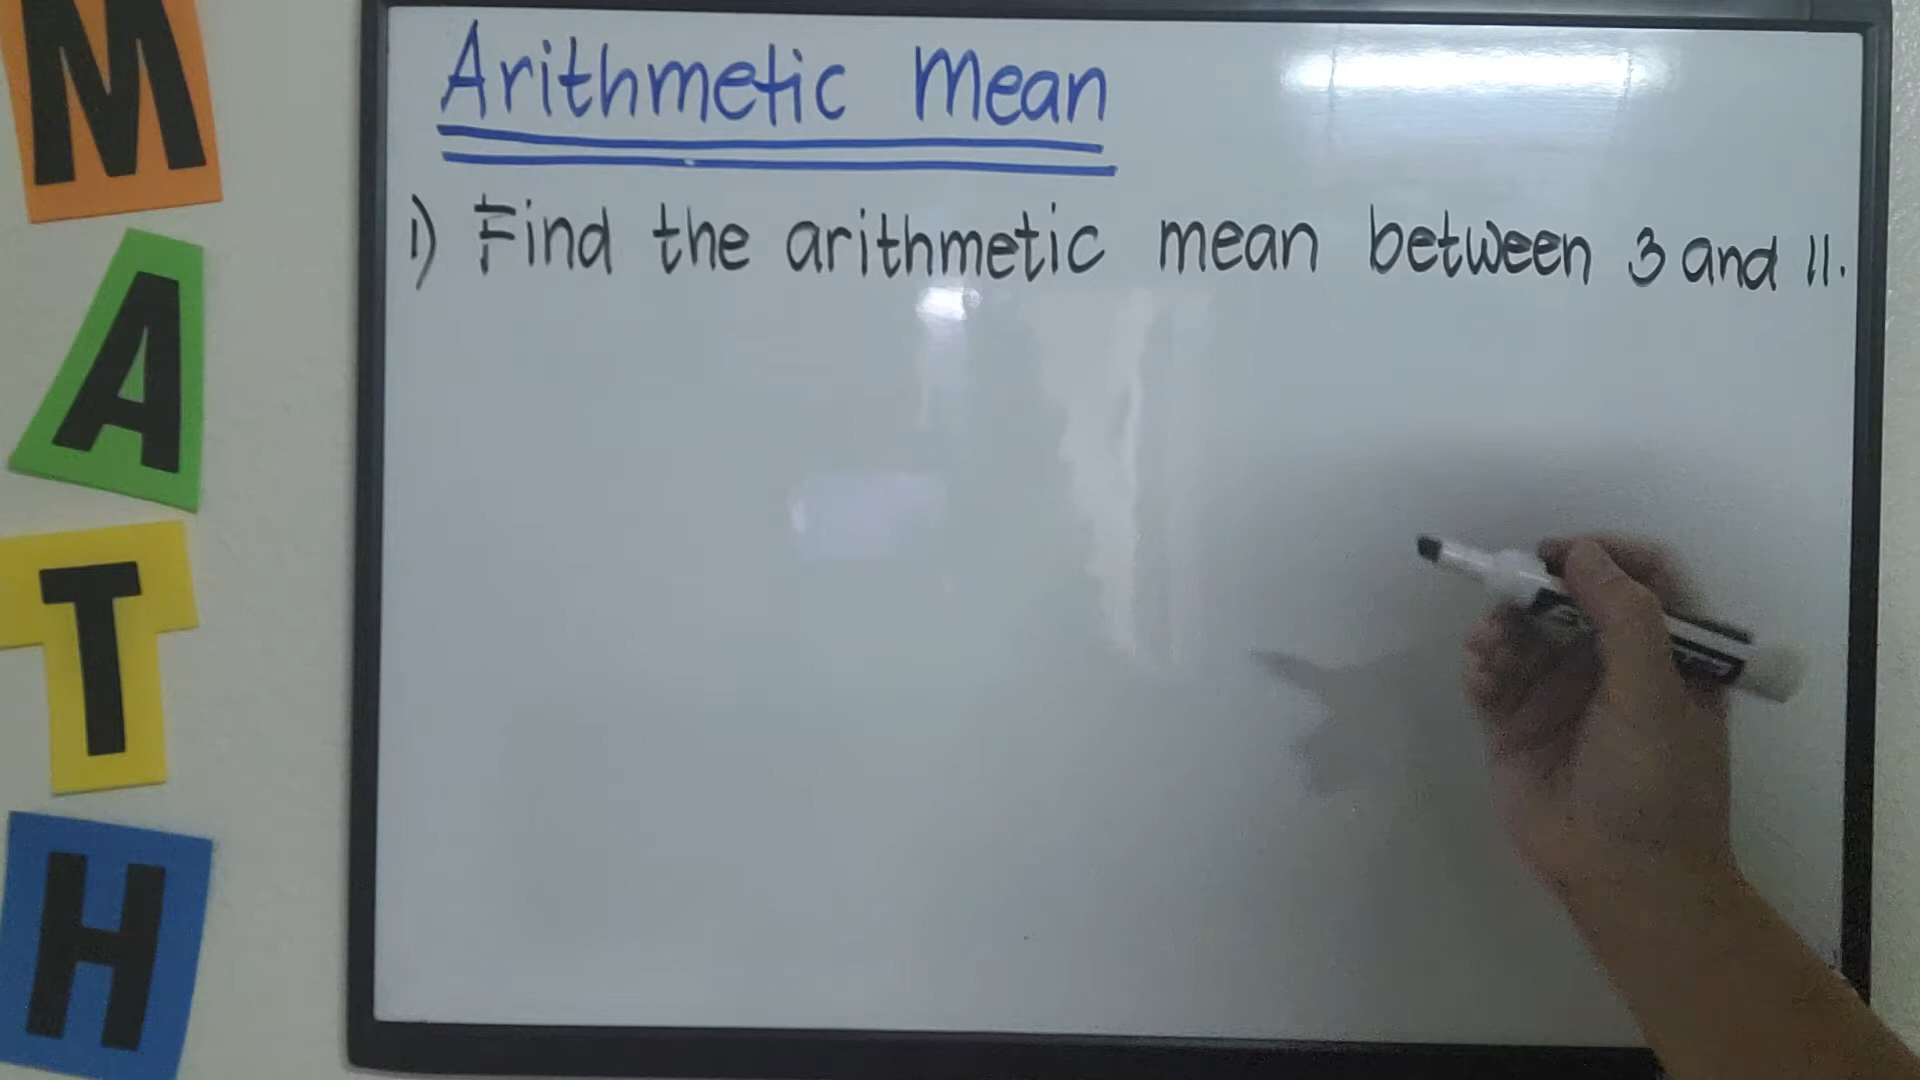 MATH
Arithmetic Mean
1) Find the arithmetic mean between 3 and 11.